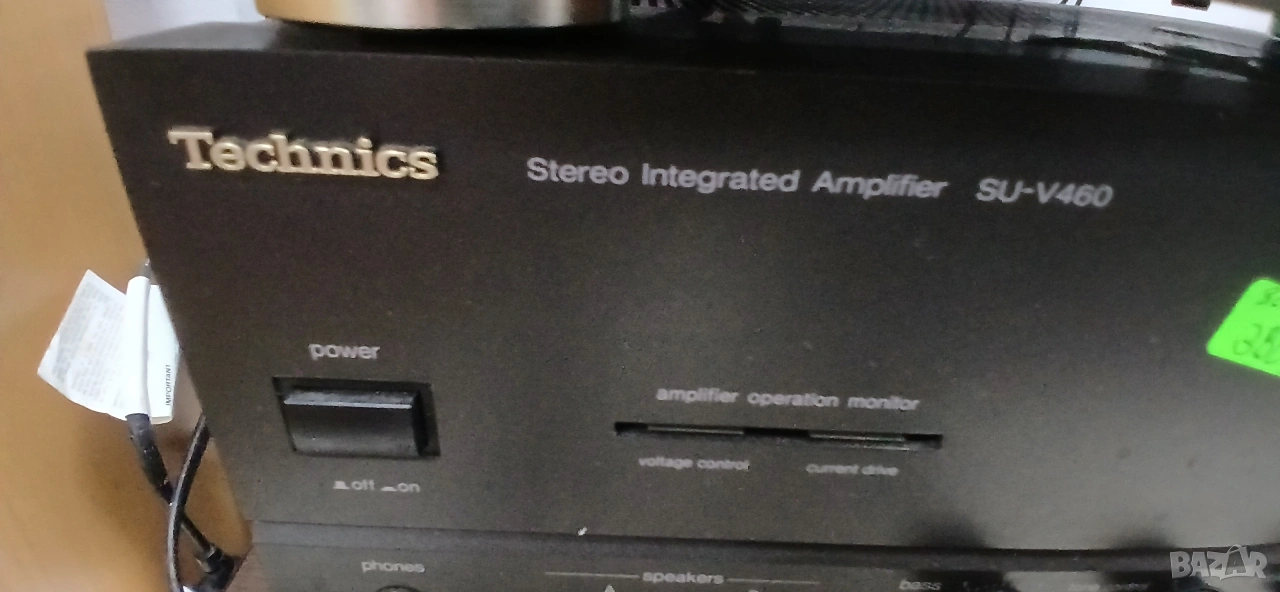 Technics
Stereo Integrated Amplifier SU-V460
power
amplifier operation monitor
voltage control
current drive
off on
IMPORTANT
phones
speakers
bass
BAZAR